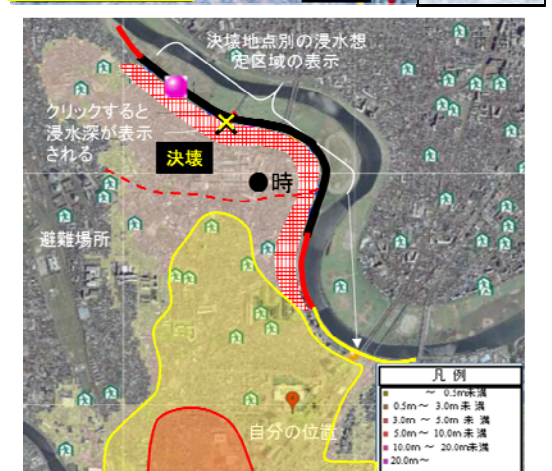 決壊地点別の浸水想
定区域の表示
クリックすると
浸水深が表示
される
決壊
●時
避難場所
自分の位置
凡 例
～ 0.5m未満
0.5m ～ 3.0m 未 満
3.0m ～ 5.0m 未 満
5.0m ～ 10.0m 未 満
10.0m ～ 20.0m未満
20.0m～